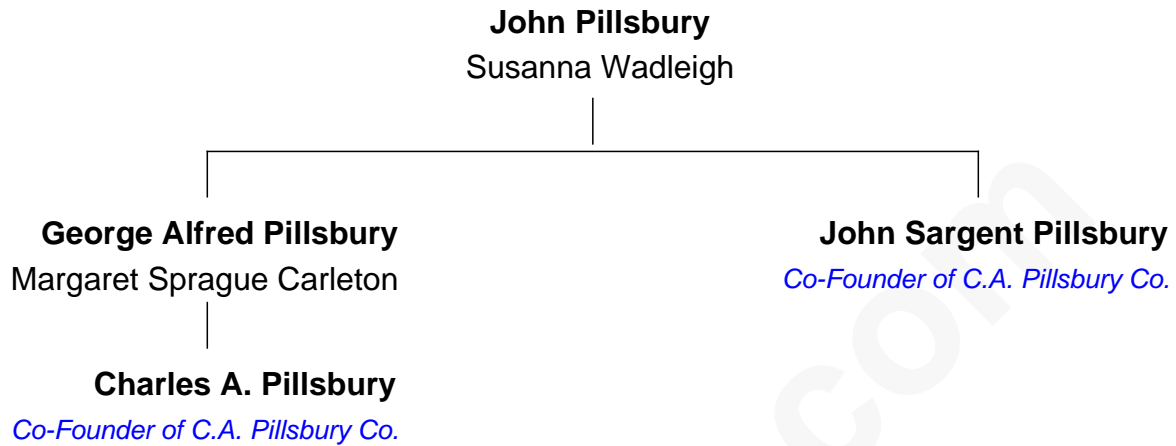 John Pillsbury
Susanna Wadleigh
George Alfred Pillsbury
Margaret Sprague Carleton
John Sargent Pillsbury
Co-Founder of C.A. Pillsbury Co.
Charles A. Pillsbury
Co-Founder of C.A. Pillsbury Co.
com